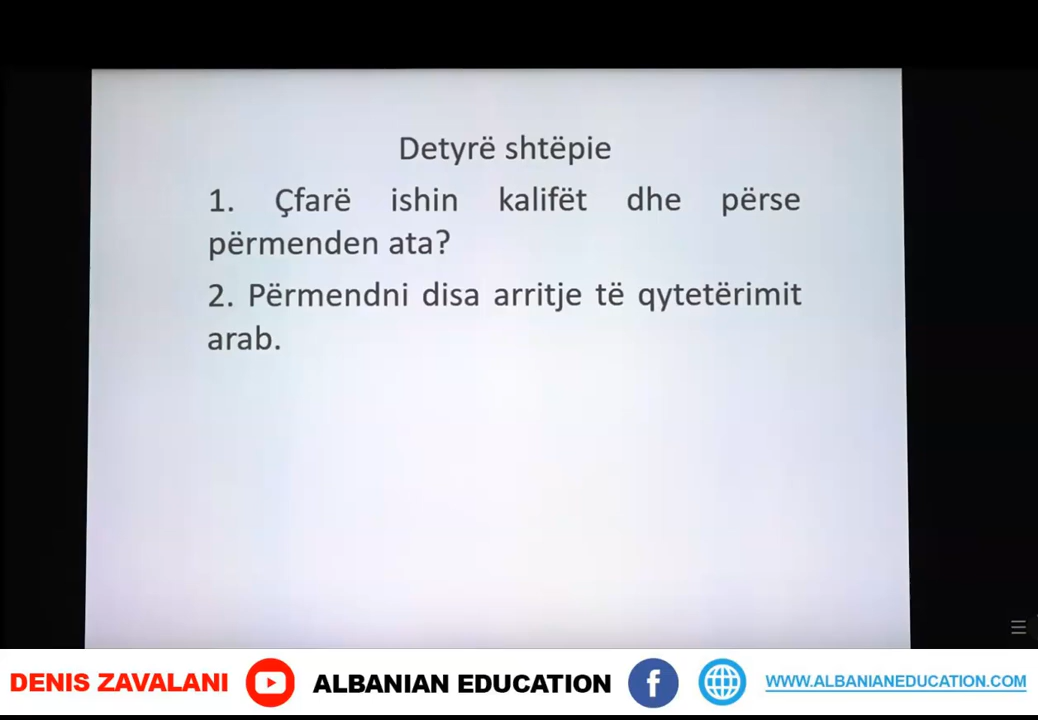 Detyrë shtëpie
1. Çfarë ishin kalifët dhe përse
përmenden ata?
2. Përmendni disa arritje të qytetërimit
arab.
DENIS ZAVALANI ALBANIAN EDUCATION WWW.ALBANIANEDUCATION.COM